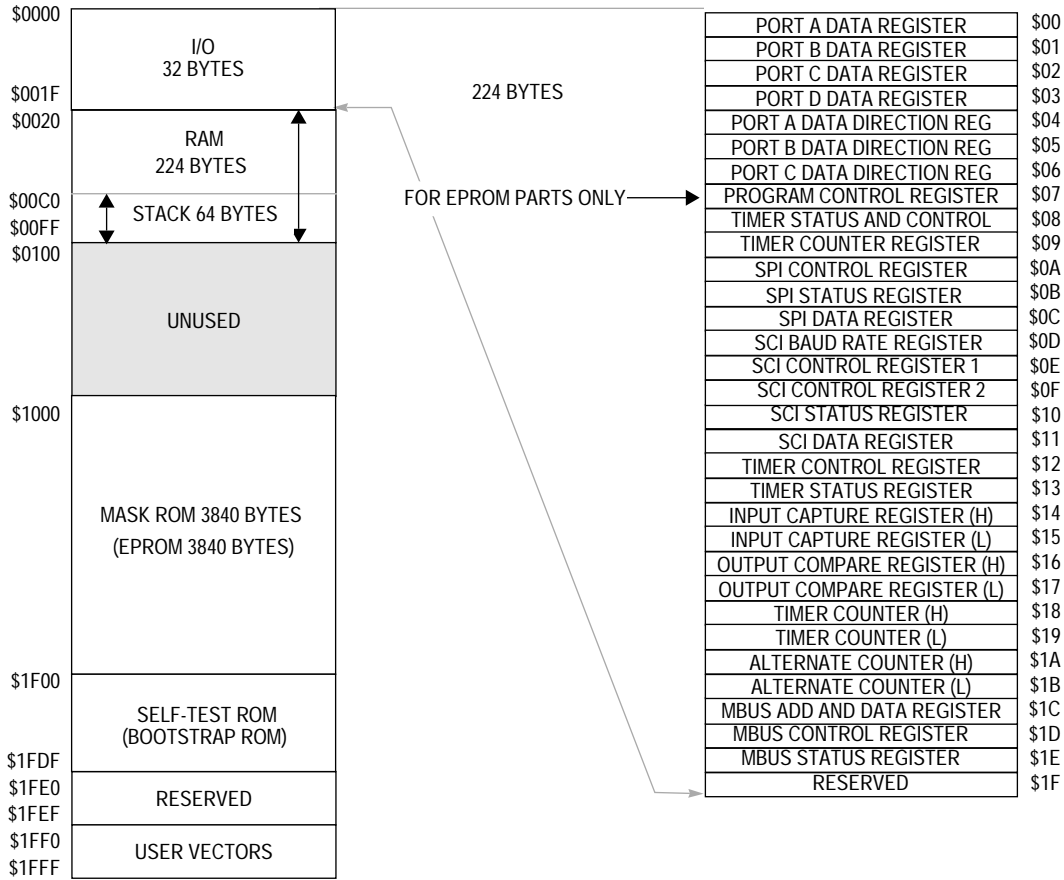 $0000
I/O
32 BYTES
$001F
$0020
RAM
224 BYTES
$00C0
STACK 64 BYTES
$00FF
$0100
UNUSED
$1000
MASK ROM 3840 BYTES
(EPROM 3840 BYTES)
$1F00
SELF-TEST ROM
(BOOTSTRAP ROM)
$1FDF
$1FE0
RESERVED
$1FEF
$1FF0
USER VECTORS
$1FFF
224 BYTES
FOR EPROM PARTS ONLY
PORT A DATA REGISTER $00
PORT B DATA REGISTER $01
PORT C DATA REGISTER $02
PORT D DATA REGISTER $03
PORT A DATA DIRECTION REG $04
PORT B DATA DIRECTION REG $05
PORT C DATA DIRECTION REG $06
PROGRAM CONTROL REGISTER $07
TIMER STATUS AND CONTROL $08
TIMER COUNTER REGISTER $09
SPI CONTROL REGISTER $0A
SPI STATUS REGISTER $0B
SPI DATA REGISTER $0C
SCI BAUD RATE REGISTER $0D
SCI CONTROL REGISTER 1 $0E
SCI CONTROL REGISTER 2 $0F
SCI STATUS REGISTER $10
SCI DATA REGISTER $11
TIMER CONTROL REGISTER $12
TIMER STATUS REGISTER $13
INPUT CAPTURE REGISTER (H) $14
INPUT CAPTURE REGISTER (L) $15
OUTPUT COMPARE REGISTER (H) $16
OUTPUT COMPARE REGISTER (L) $17
TIMER COUNTER (H) $18
TIMER COUNTER (L) $19
ALTERNATE COUNTER (H) $1A
ALTERNATE COUNTER (L) $1B
MBUS ADD AND DATA REGISTER $1C
MBUS CONTROL REGISTER $1D
MBUS STATUS REGISTER $1E
RESERVED $1F